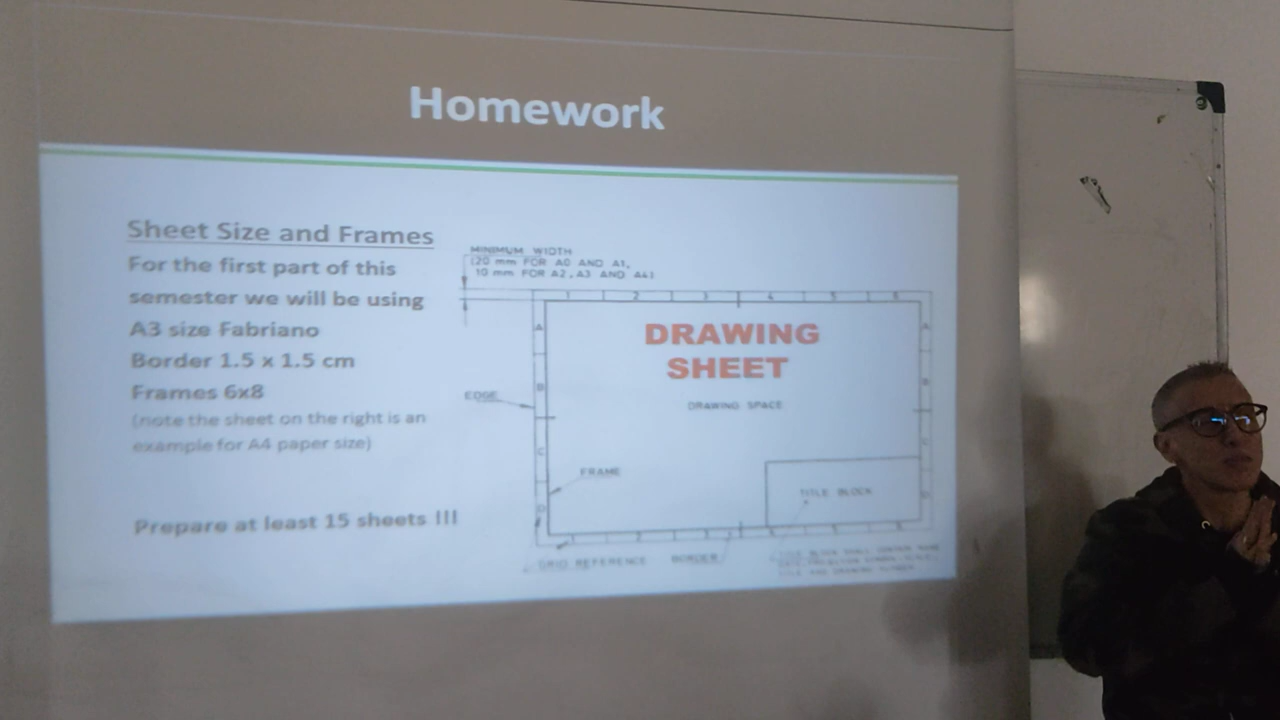 Homework
Sheet Size and Frames
For the first part of this
semester we will be using
A3 size Fabriano
Border 1.5 x 1.5 cm
Frames 6x8
(note the sheet on the right is an
example for A4 paper size)
Prepare at least 15 sheets !!!
MINIMUM WIDTH
(20 mm FOR A0 AND A1,
10 mm FOR A2, A3 AND A4)
1 2 3 4 5 6
DRAWING
SHEET
DRAWING SPACE
A
B
C
D
A
B
C
D
EDGE
FRAME
TITLE BLOCK
GRID REFERENCE
BORDER